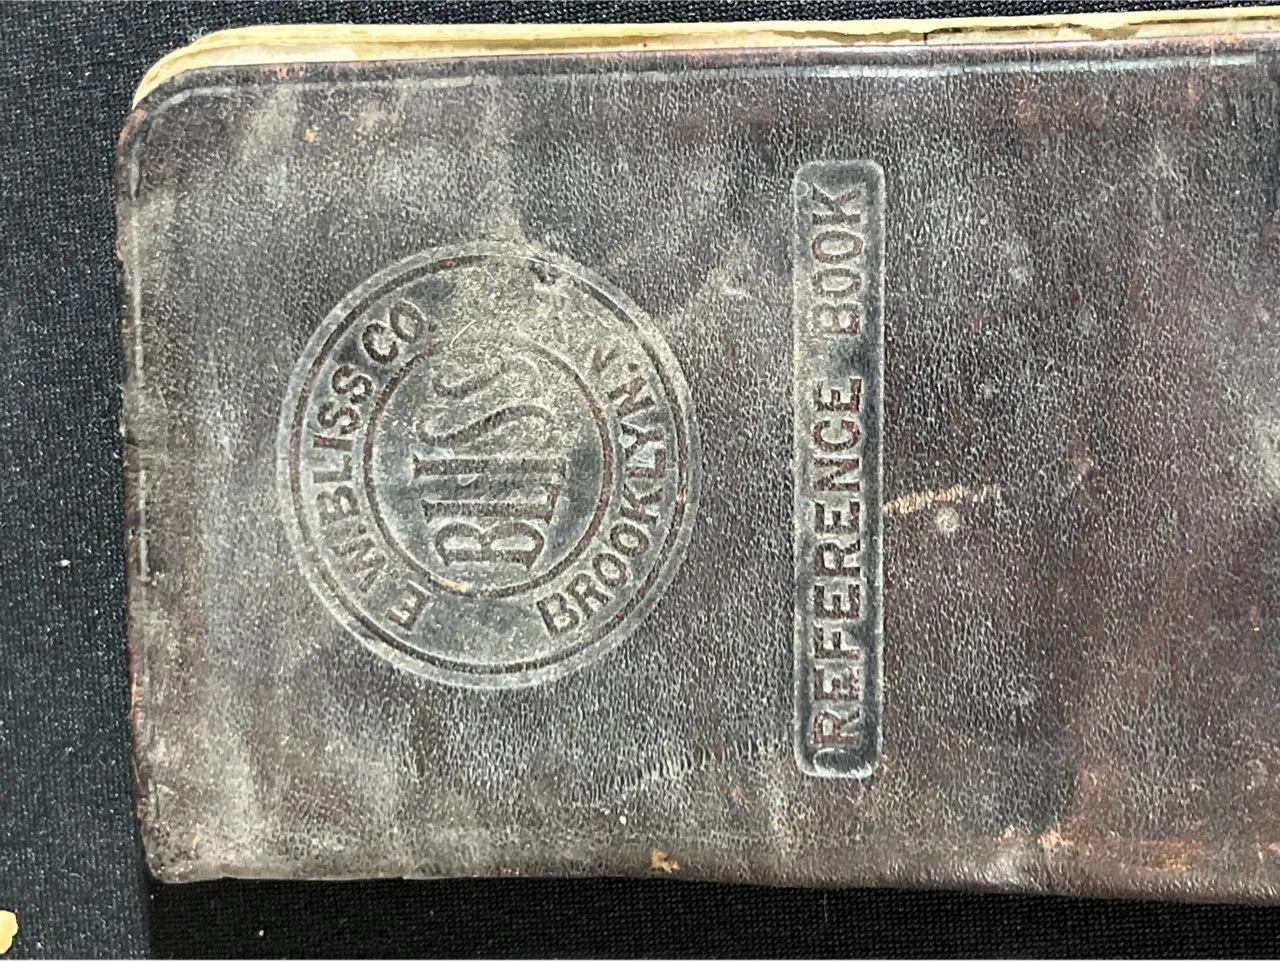 E. W. BLISS CO.
BLISS
BROOKLYN. N.Y.
REFERENCE BOOK